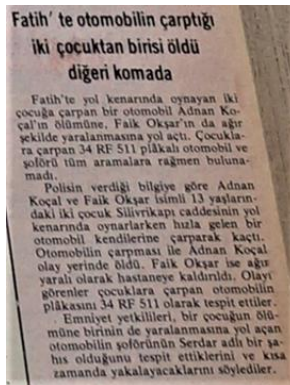 Fatih' te otomobilin çarptığı
iki çocuktan birisi öldü
diğeri komada
Fatih'te yol kenarında oynayan iki
çocuğa çarpan bir otomobil Adnan Ko-
çal'ın ölümüne, Faik Okşar'ın da ağır
şekilde yaralanmasına yol açtı. Çocukla-
ra çarpan 34 RF 511 plâkalı otomobil ve
şoförü tüm aramalara rağmen buluna-
madı.
Polisin verdiği bilgiye göre Adnan
Koçal ve Faik Okşar isimli 13 yaşların-
daki iki çocuk Silivrikapı caddesinin yol
kenarında oynarlarken hızla gelen bir
otomobil kendilerine çarparak kaçtı.
Otomobilin çarpması ile Adnan Koçal
olay yerinde öldü. Faik Okşar ise ağır
yaralı olarak hastaneye kaldırıldı. Olayı
görenler çocuklara çarpan otomobilin
plâkasını 34 RF 511 olarak tespit ettiler.
Emniyet yetkilileri, bir çocuğun ölü-
müne birinin de yaralanmasına yol açan
otomobilin şoförünün Serdar adlı bir şa-
hıs olduğunu tespit ettiklerini ve kısa
zamanda yakalayacaklarını söylediler.